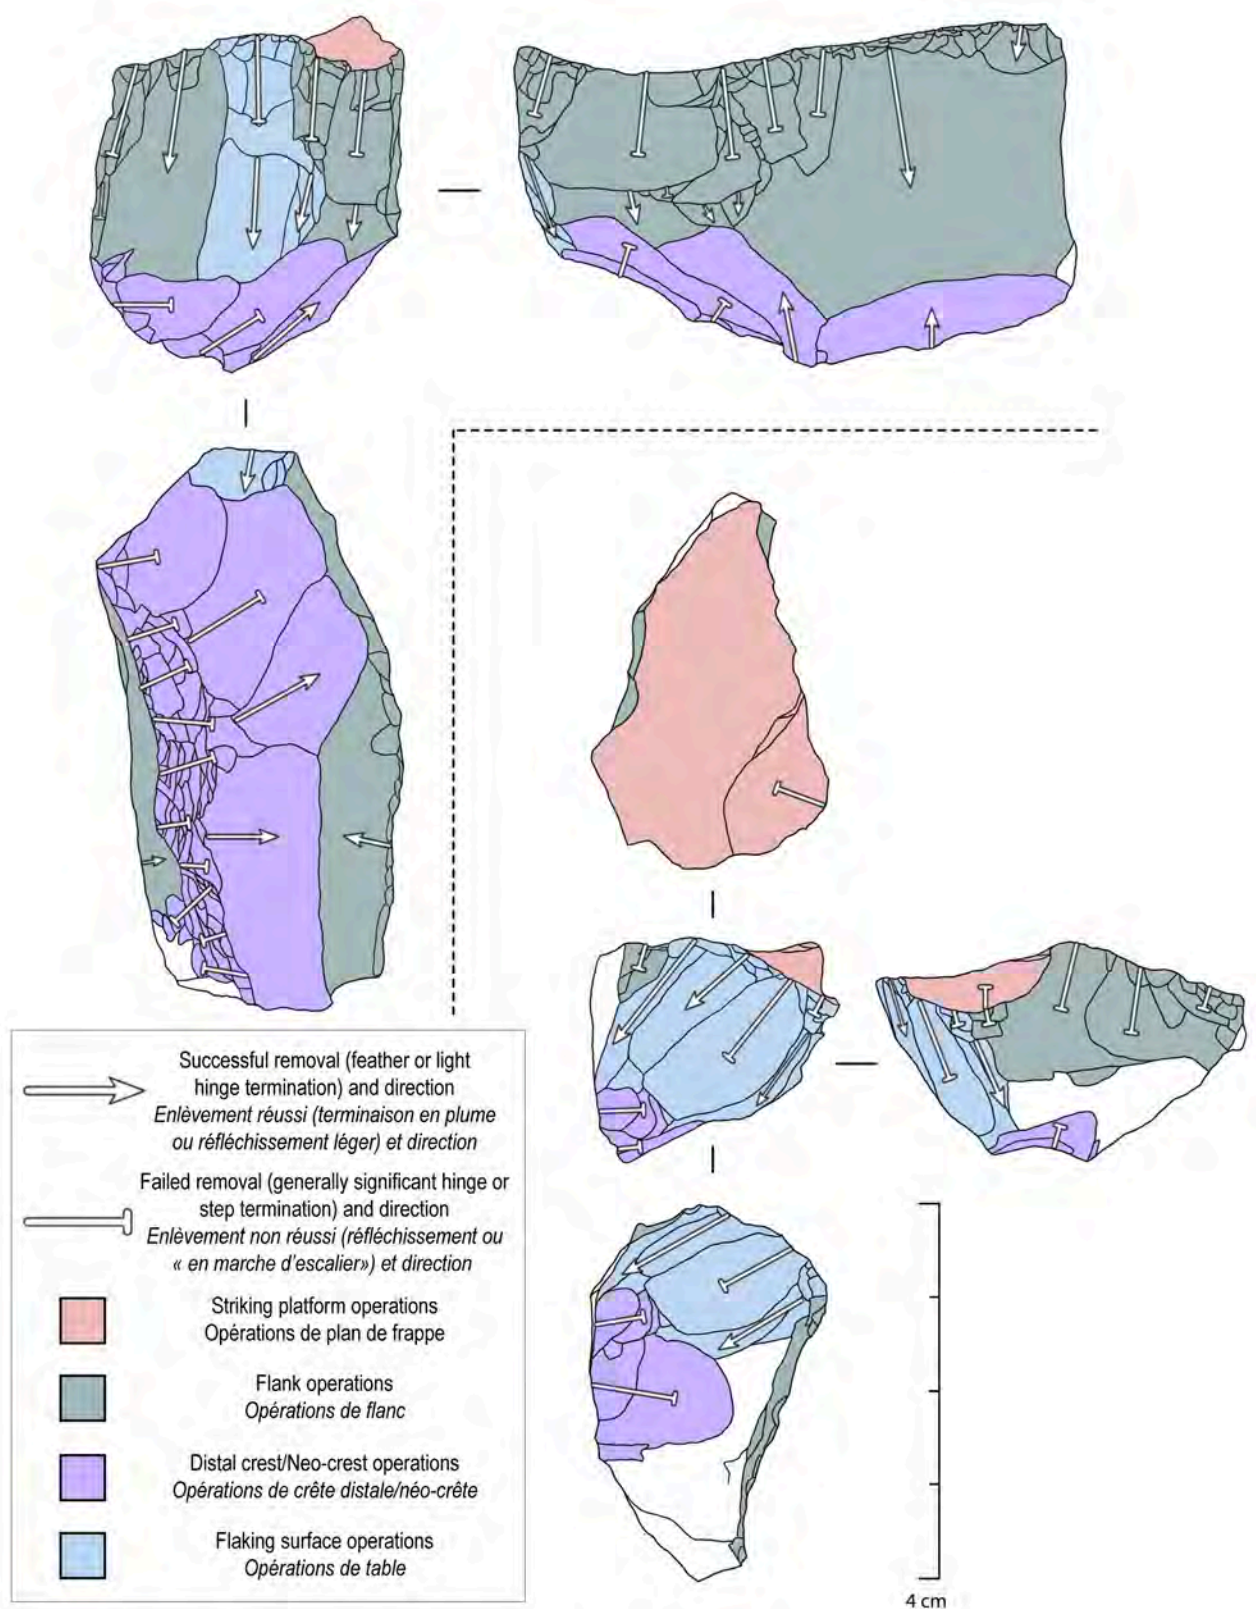 Successful removal (feather or light
hinge termination) and direction
Enlèvement réussi (terminaison en plume
ou réfléchissement léger) et direction
Failed removal (generally significant hinge or
step termination) and direction
Enlèvement non réussi (réfléchissement ou
« en marche d'escalier») et direction
Striking platform operations
Opérations de plan de frappe
Flank operations
Opérations de flanc
Distal crest/Neo-crest operations
Opérations de crête distale/néo-crête
Flaking surface operations
Opérations de table
4 cm